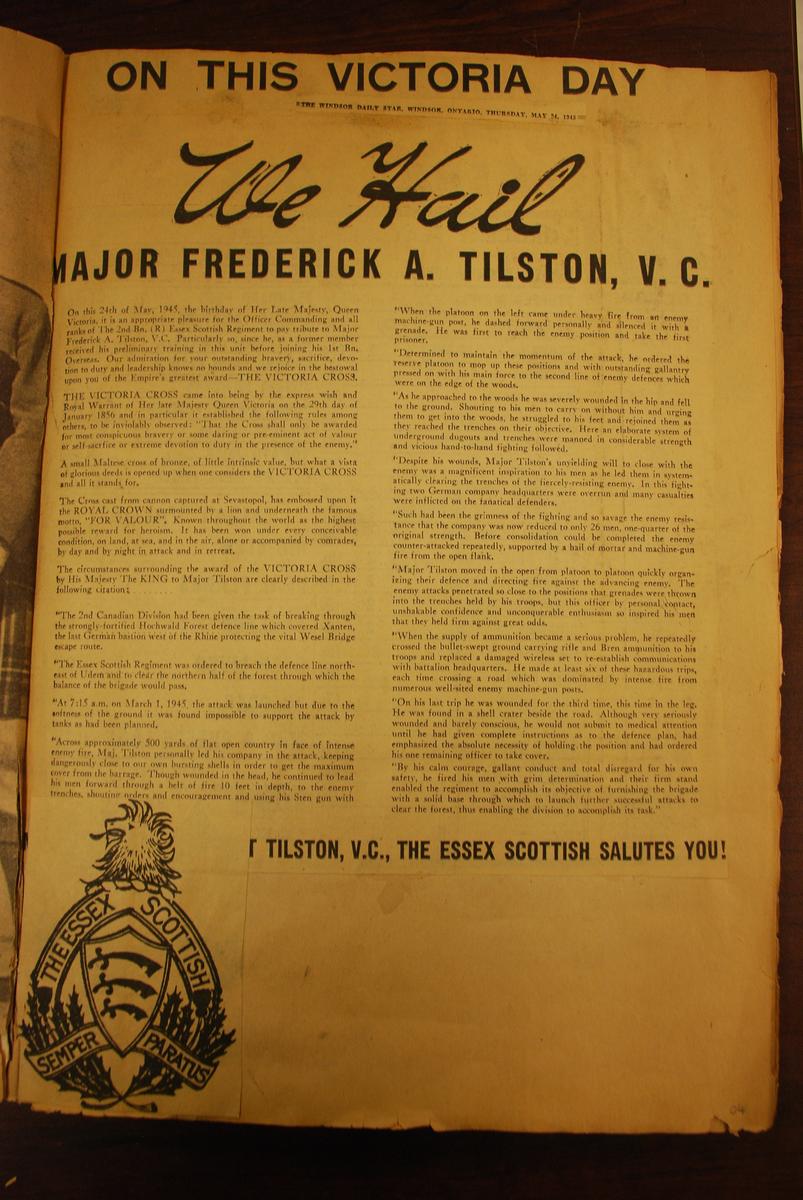 ON THIS VICTORIA DAY
THE WINDSOR DAILY STAR, WINDSOR, ONTARIO, THURSDAY, MAY 24, 1945
We Hail
MAJOR FREDERICK A. TILSTON, V. C.
On this 24th of May, 1945, the birthday of Her Late Majesty, Queen
Victoria, it is an appropriate pleasure for the Officer Commanding and all
ranks of The 2nd Bn. (R) Essex Scottish Regiment to pay tribute to Major
Frederick A. Tilston, V.C. Particularly so, since he, as a former member
received his preliminary training in this unit before joining his 1st Bn.
Overseas. Our admiration for your outstanding bravery, sacrifice, devo-
tion to duty and leadership knows no bounds and we rejoice in the bestowal
upon you of the Empire's greatest award—THE VICTORIA CROSS.
THE VICTORIA CROSS came into being by the express wish and
Royal Warrant of Her late Majesty Queen Victoria on the 29th day of
January 1856 and in particular it established the following rules among
others, to be inviolably observed: "That the Cross shall only be awarded
for most conspicuous bravery or some daring or pre-eminent act of valour
or self-sacrifice or extreme devotion to duty in the presence of the enemy."
A small Maltese cross of bronze, of little intrinsic value, but what a vista
of glorious deeds is opened up when one considers the VICTORIA CROSS
and all it stands for.
The Cross cast from cannon captured at Sevastopol, has embossed upon it
the ROYAL CROWN surmounted by a lion and underneath the famous
motto, "FOR VALOUR". Known throughout the world as the highest
possible reward for heroism. It has been won under every conceivable
condition, on land, at sea, and in the air, alone or accompanied by comrades,
by day and by night in attack and in retreat.
The circumstances surrounding the award of the VICTORIA CROSS
by His Majesty The KING to Major Tilston are clearly described in the
following citation:
"The 2nd Canadian Division had been given the task of breaking through
the strongly-fortified Hochwald Forest defence line which covered Xanten,
the last German bastion west of the Rhine protecting the vital Wesel Bridge
escape route.
"The Essex Scottish Regiment was ordered to breach the defence line north-
east of Udem and to clear the northern half of the forest through which the
balance of the brigade would pass.
"At 7:15 a.m. on March 1, 1945, the attack was launched but due to the
softness of the ground it was found impossible to support the attack by
tanks as had been planned.
"Across approximately 500 yards of flat open country in face of intense
enemy fire, Maj. Tilston personally led his company in the attack, keeping
dangerously close to our own bursting shells in order to get the maximum
cover from the barrage. Though wounded in the head, he continued to lead
his men forward through a belt of fire 10 feet in depth, to the enemy
trenches, shouting orders and encouragement and using his Sten gun with
"When the platoon on the left came under heavy fire from an enemy
machine-gun post, he dashed forward personally and silenced it with a
grenade. He was first to reach the enemy position and take the first
prisoner.
"Determined to maintain the momentum of the attack, he ordered the
reserve platoon to mop up these positions and with outstanding gallantry
pressed on with his main force to the second line of enemy defences which
were on the edge of the woods.
"As he approached to the woods he was severely wounded in the hip and fell
to the ground. Shouting to his men to carry on without him and urging
them to get into the woods, he struggled to his feet and rejoined them as
they reached the trenches on their objective. Here an elaborate system of
underground dugouts and trenches were manned in considerable strength
and vicious hand-to-hand fighting followed.
"Despite his wounds, Major Tilston's unyielding will to close with the
enemy was a magnificent inspiration to his men as he led them in system-
atically clearing the trenches of the fiercely-resisting enemy. In this fight-
ing two German company headquarters were overrun and many casualties
were inflicted on the fanatical defenders.
"Such had been the grimness of the fighting and so savage the enemy resis-
tance that the company was now reduced to only 26 men, one-quarter of the
original strength. Before consolidation could be completed the enemy
counter-attacked repeatedly, supported by a hail of mortar and machine-gun
fire from the open flank.
"Major Tilston moved in the open from platoon to platoon quickly organ-
izing their defence and directing fire against the advancing enemy. The
enemy attacks penetrated so close to the positions that grenades were thrown
into the trenches held by his troops, but this officer by personal contact,
unshakable confidence and unconquerable enthusiasm so inspired his men
that they held firm against great odds.
"When the supply of ammunition became a serious problem, he repeatedly
crossed the bullet-swept ground carrying rifle and Bren ammunition to his
troops and replaced a damaged wireless set to re-establish communications
with battalion headquarters. He made at least six of these hazardous trips,
each time crossing a road which was dominated by intense fire from
numerous well-sited enemy machine-gun posts.
"On his last trip he was wounded for the third time, this time in the leg.
He was found in a shell crater beside the road. Although very seriously
wounded and barely conscious, he would not submit to medical attention
until he had given complete instructions as to the defence plan, had
emphasized the absolute necessity of holding the position and had ordered
his one remaining officer to take cover.
"By his calm courage, gallant conduct and total disregard for his own
safety, he fired his men with grim determination and their firm stand
enabled the regiment to accomplish its objective of furnishing the brigade
with a solid base through which to launch further successful attacks to
clear the forest, thus enabling the division to accomplish its task."
T TILSTON, V.C., THE ESSEX SCOTTISH SALUTES YOU!
THE ESSEX SCOTTISH
SEMPER PARATUS
04